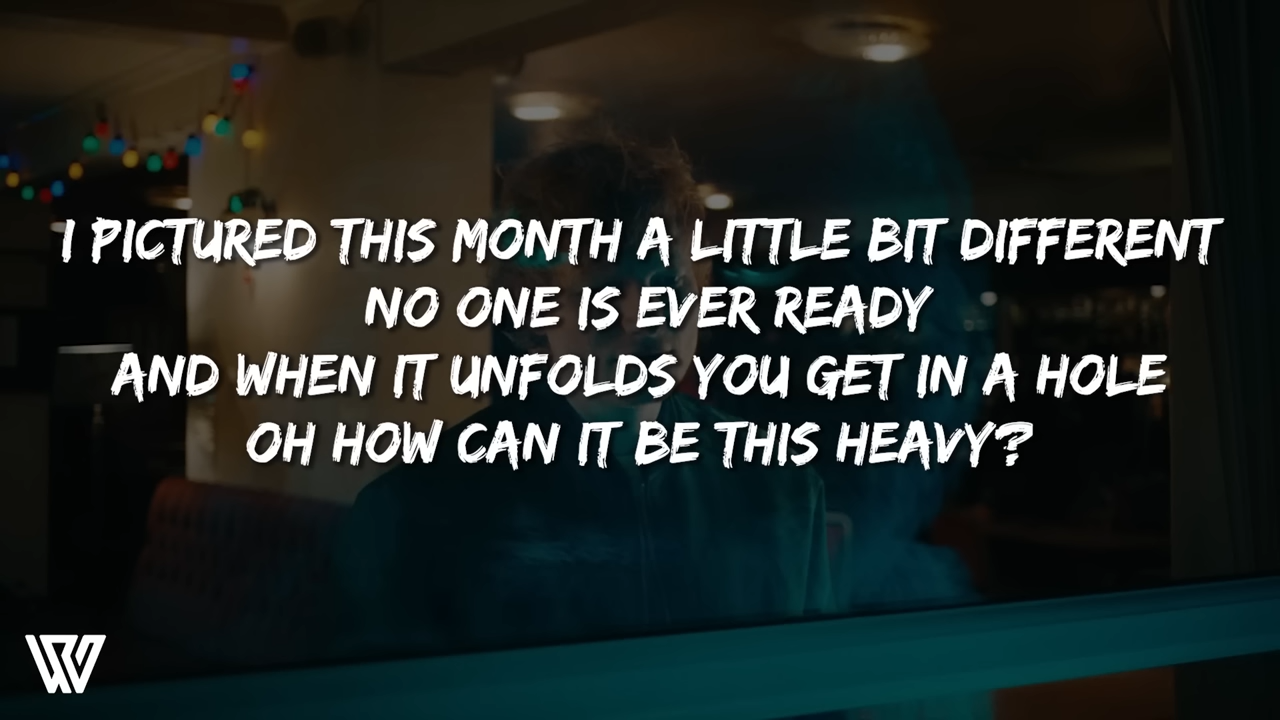 I PICTURED THIS MONTH A LITTLE BIT DIFFERENT
NO ONE IS EVER READY
AND WHEN IT UNFOLDS YOU GET IN A HOLE
OH HOW CAN IT BE THIS HEAVY?